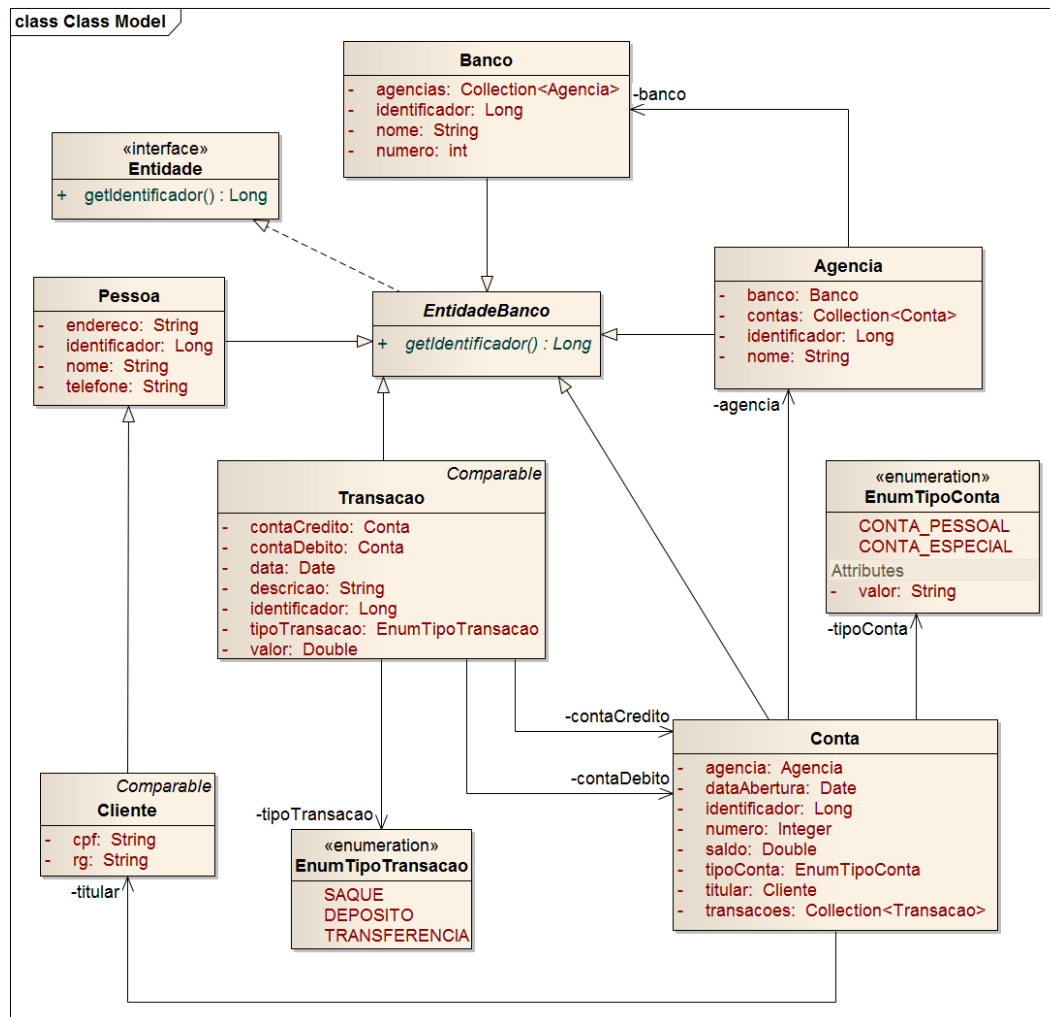 class Class Model
Banco
- agencias: Collection<Agencia>
- identificador: Long
- nome: String
- numero: int
-banco
«interface»
Entidade
+ getIdentificador() : Long
Agencia
- banco: Banco
- contas: Collection<Conta>
- identificador: Long
- nome: String
Pessoa
- endereco: String
- identificador: Long
- nome: String
- telefone: String
EntidadeBanco
+ getIdentificador() : Long
-agencia
Comparable
Transacao
- contaCredito: Conta
- contaDebito: Conta
- data: Date
- descricao: String
- identificador: Long
- tipoTransacao: EnumTipoTransacao
- valor: Double
«enumeration»
EnumTipoConta
CONTA_PESSOAL
CONTA_ESPECIAL
Attributes
- valor: String
-tipoConta
-contaCredito
-contaDebito
Conta
- agencia: Agencia
- dataAbertura: Date
- identificador: Long
- numero: Integer
- saldo: Double
- tipoConta: EnumTipoConta
- titular: Cliente
- transacoes: Collection<Transacao>
Comparable
Cliente
- cpf: String
- rg: String
-titular
-tipoTransacao
«enumeration»
EnumTipoTransacao
SAQUE
DEPOSITO
TRANSFERENCIA